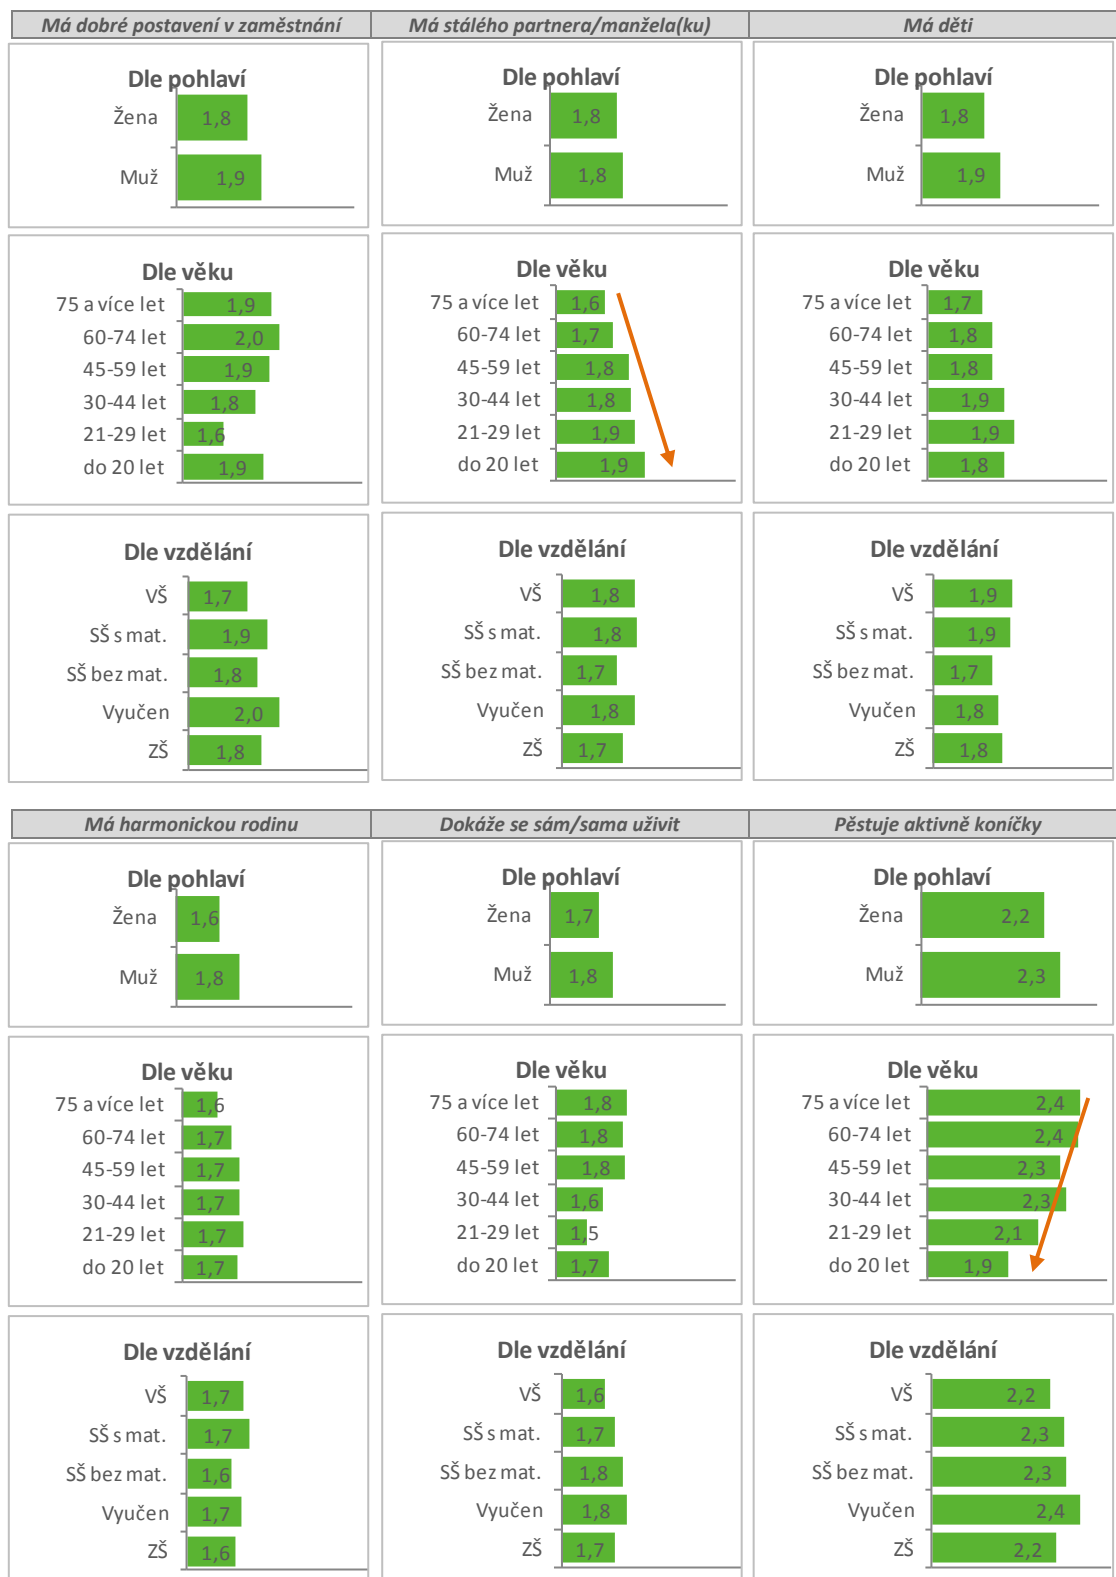 Má dobré postavení v zaměstnání
Má stálého partnera/manžela(ku)
Má děti
Dle pohlaví
Žena 1,8
Muž 1,9
Dle pohlaví
Žena 1,8
Muž 1,8
Dle pohlaví
Žena 1,8
Muž 1,9
Dle věku
75 a více let 1,9
60-74 let 2,0
45-59 let 1,9
30-44 let 1,8
21-29 let 1,6
do 20 let 1,9
Dle věku
75 a více let 1,6
60-74 let 1,7
45-59 let 1,8
30-44 let 1,8
21-29 let 1,9
do 20 let 1,9
Dle věku
75 a více let 1,7
60-74 let 1,8
45-59 let 1,8
30-44 let 1,9
21-29 let 1,9
do 20 let 1,8
Dle vzdělání
VŠ 1,7
SŠ s mat. 1,9
SŠ bez mat. 1,8
Vyučen 2,0
ZŠ 1,8
Dle vzdělání
VŠ 1,8
SŠ s mat. 1,8
SŠ bez mat. 1,7
Vyučen 1,8
ZŠ 1,7
Dle vzdělání
VŠ 1,9
SŠ s mat. 1,9
SŠ bez mat. 1,7
Vyučen 1,8
ZŠ 1,8
Má harmonickou rodinu
Dokáže se sám/sama uživit
Pěstuje aktivně koníčky
Dle pohlaví
Žena 1,6
Muž 1,8
Dle pohlaví
Žena 1,7
Muž 1,8
Dle pohlaví
Žena 2,2
Muž 2,3
Dle věku
75 a více let 1,6
60-74 let 1,7
45-59 let 1,7
30-44 let 1,7
21-29 let 1,7
do 20 let 1,7
Dle věku
75 a více let 1,8
60-74 let 1,8
45-59 let 1,8
30-44 let 1,6
21-29 let 1,5
do 20 let 1,7
Dle věku
75 a více let 2,4
60-74 let 2,4
45-59 let 2,3
30-44 let 2,3
21-29 let 2,1
do 20 let 1,9
Dle vzdělání
VŠ 1,7
SŠ s mat. 1,7
SŠ bez mat. 1,6
Vyučen 1,7
ZŠ 1,6
Dle vzdělání
VŠ 1,6
SŠ s mat. 1,7
SŠ bez mat. 1,8
Vyučen 1,8
ZŠ 1,7
Dle vzdělání
VŠ 2,2
SŠ s mat. 2,3
SŠ bez mat. 2,3
Vyučen 2,4
ZŠ 2,2